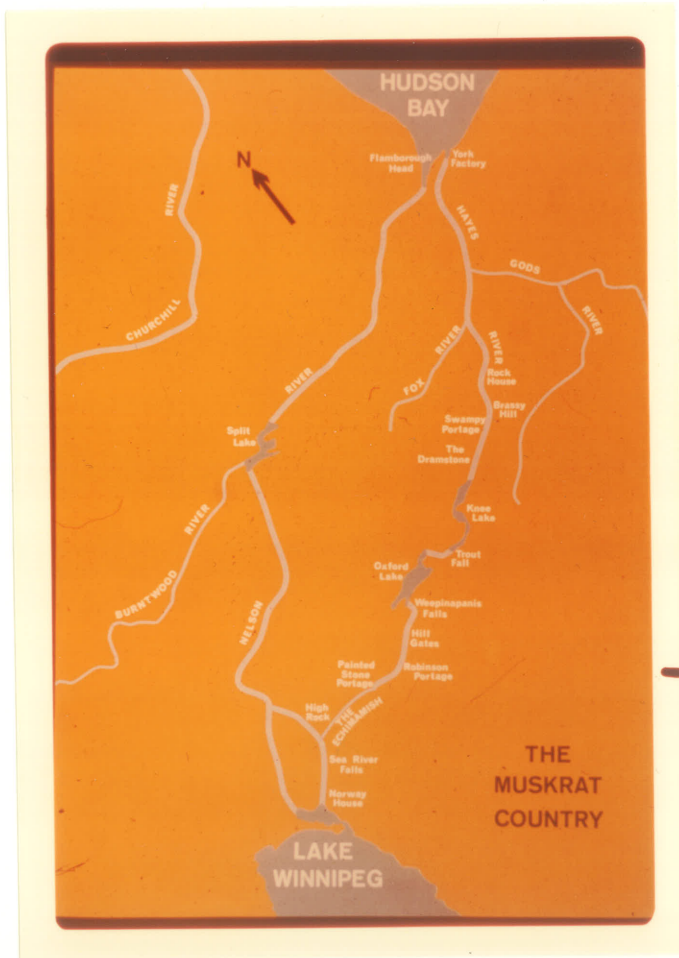 HUDSON
BAY
Flamborough
Head
York
Factory
N
RIVER
HAYES
GODS
CHURCHILL
RIVER
RIVER
RIVER
RIVER
FOX
Rock
House
Brassy
Hill
Swampy
Portage
Split
Lake
The
Dramstone
Knee
Lake
RIVER
Trout
Fall
Oxford
Lake
BURNTWOOD
Weepinapanis
Falls
NELSON
Hill
Gates
Painted
Stone
Portage
Robinson
Portage
High
Rock
THE
ECHIMAMISH
Sea River
Falls
THE
MUSKRAT
COUNTRY
Norway
House
LAKE
WINNIPEG